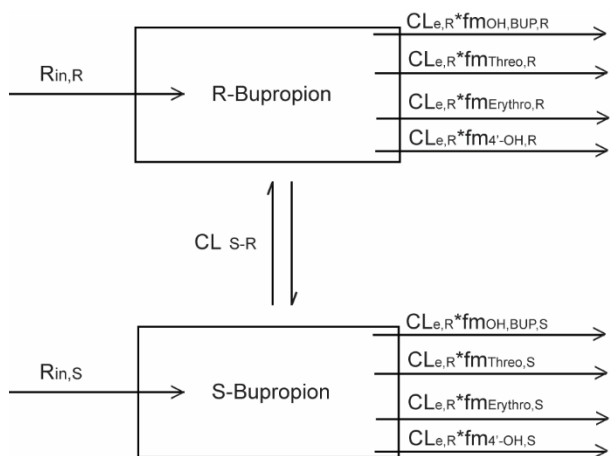 CLe,R*fmOH,BUP,R
Rin,R
R-Bupropion
CLe,R*fmThreo,R
CLe,R*fmErythro,R
CLe,R*fm4'-OH,R
CL S-R
CLe,R*fmOH,BUP,S
Rin,S
S-Bupropion
CLe,R*fmThreo,S
CLe,R*fmErythro,S
CLe,R*fm4'-OH,S